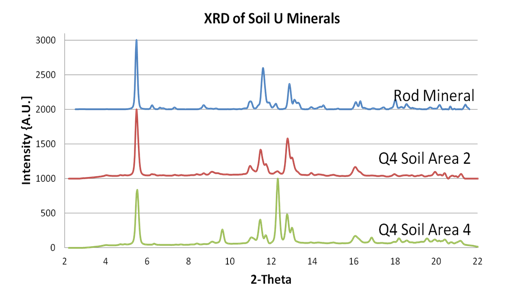 XRD of Soil U Minerals
Intensity {A.U.]
3000
2500
2000
1500
1000
500
0
Rod Mineral
Q4 Soil Area 2
Q4 Soil Area 4
2 4 6 8 10 12 14 16 18 20 22
2-Theta